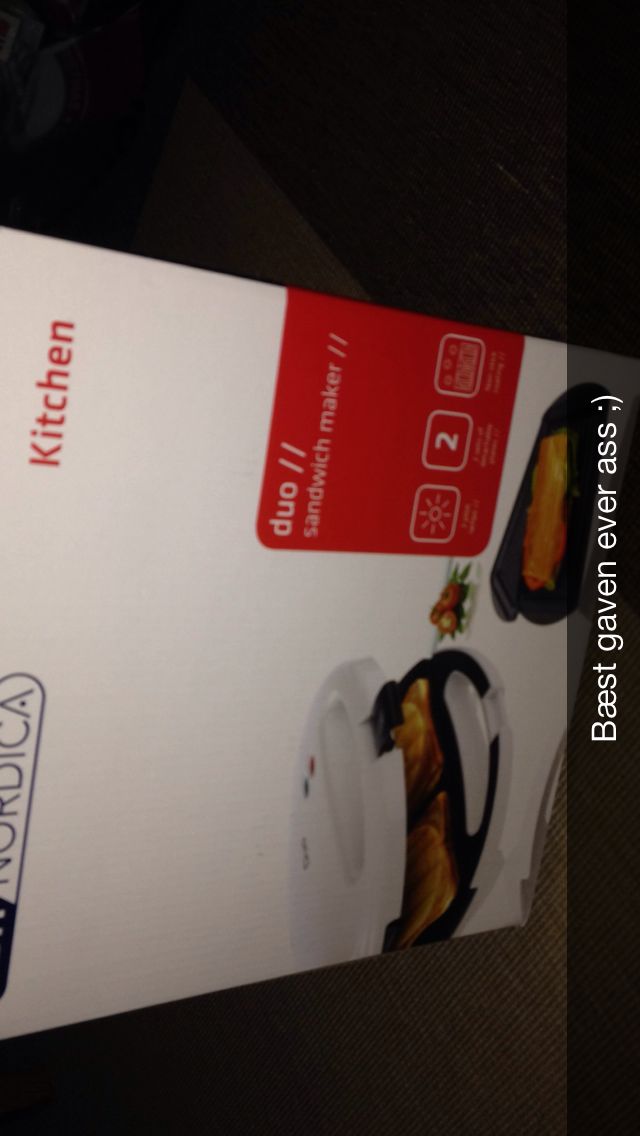 Kitchen
duo //
sandwich maker //
2
NORDICA
Bæst gaven ever ass ;)